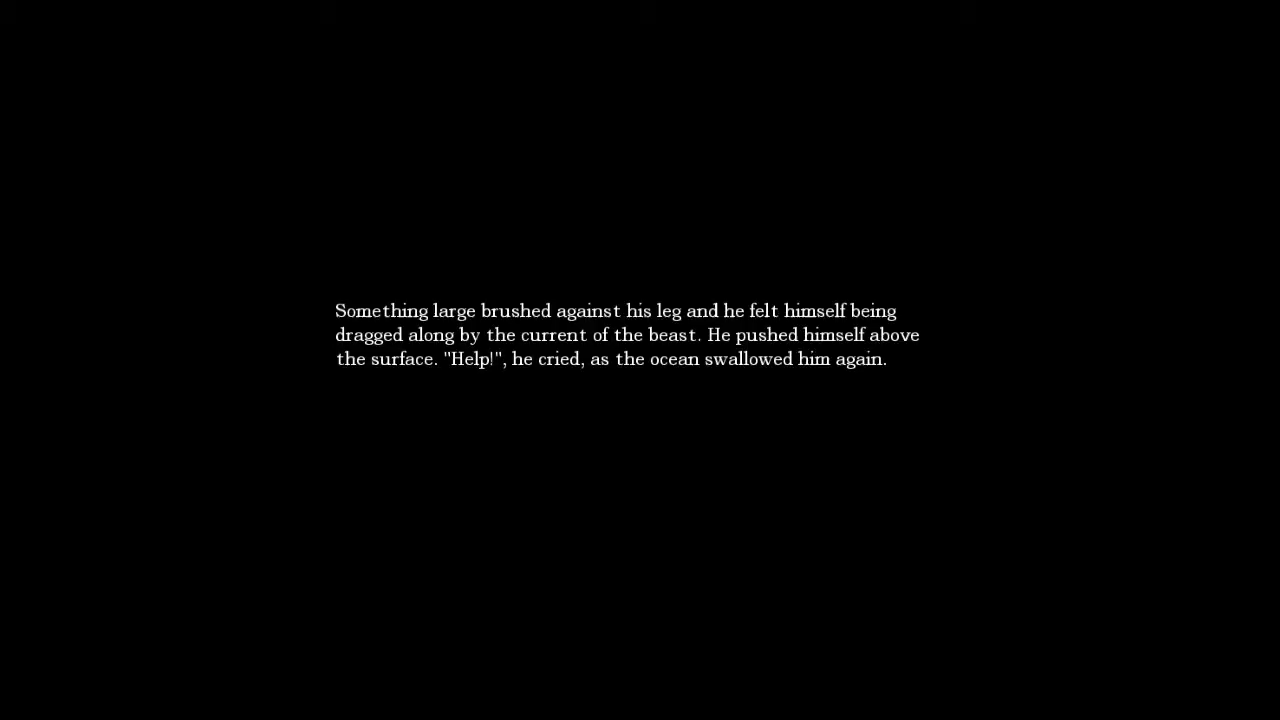 Something large brushed against his leg and he felt himself being
dragged along by the current of the beast. He pushed himself above
the surface. "Help!", he cried, as the ocean swallowed him again.